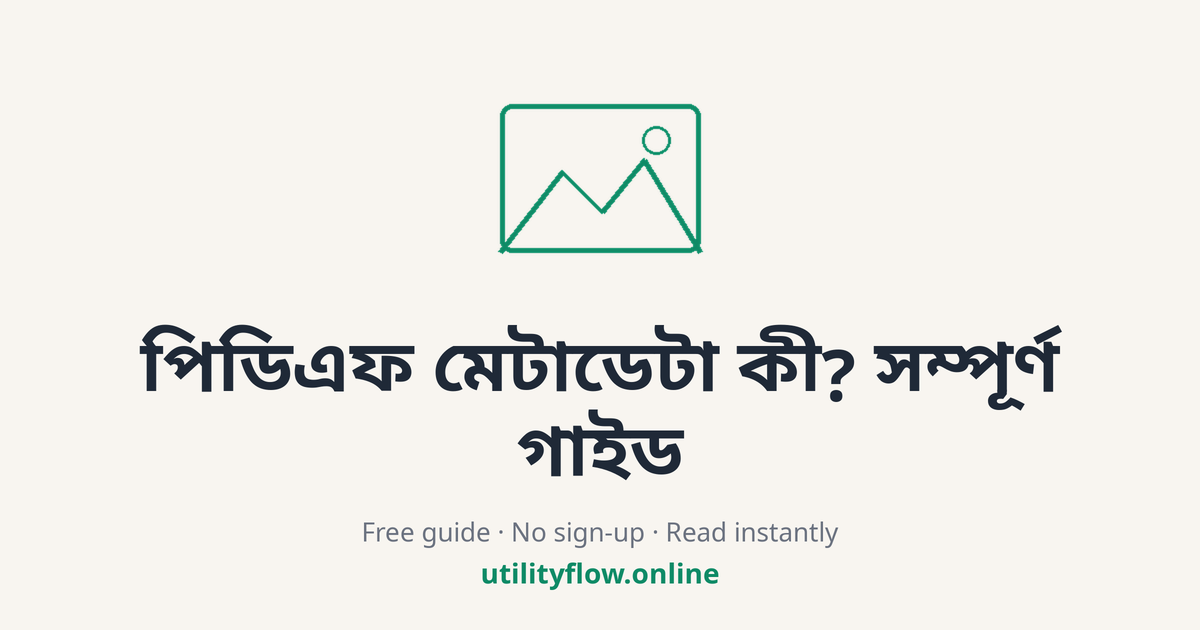 পিডিএফ মেটাডেটা কী? সম্পূর্ণ
গাইড
Free guide · No sign-up · Read instantly
utilityflow.online